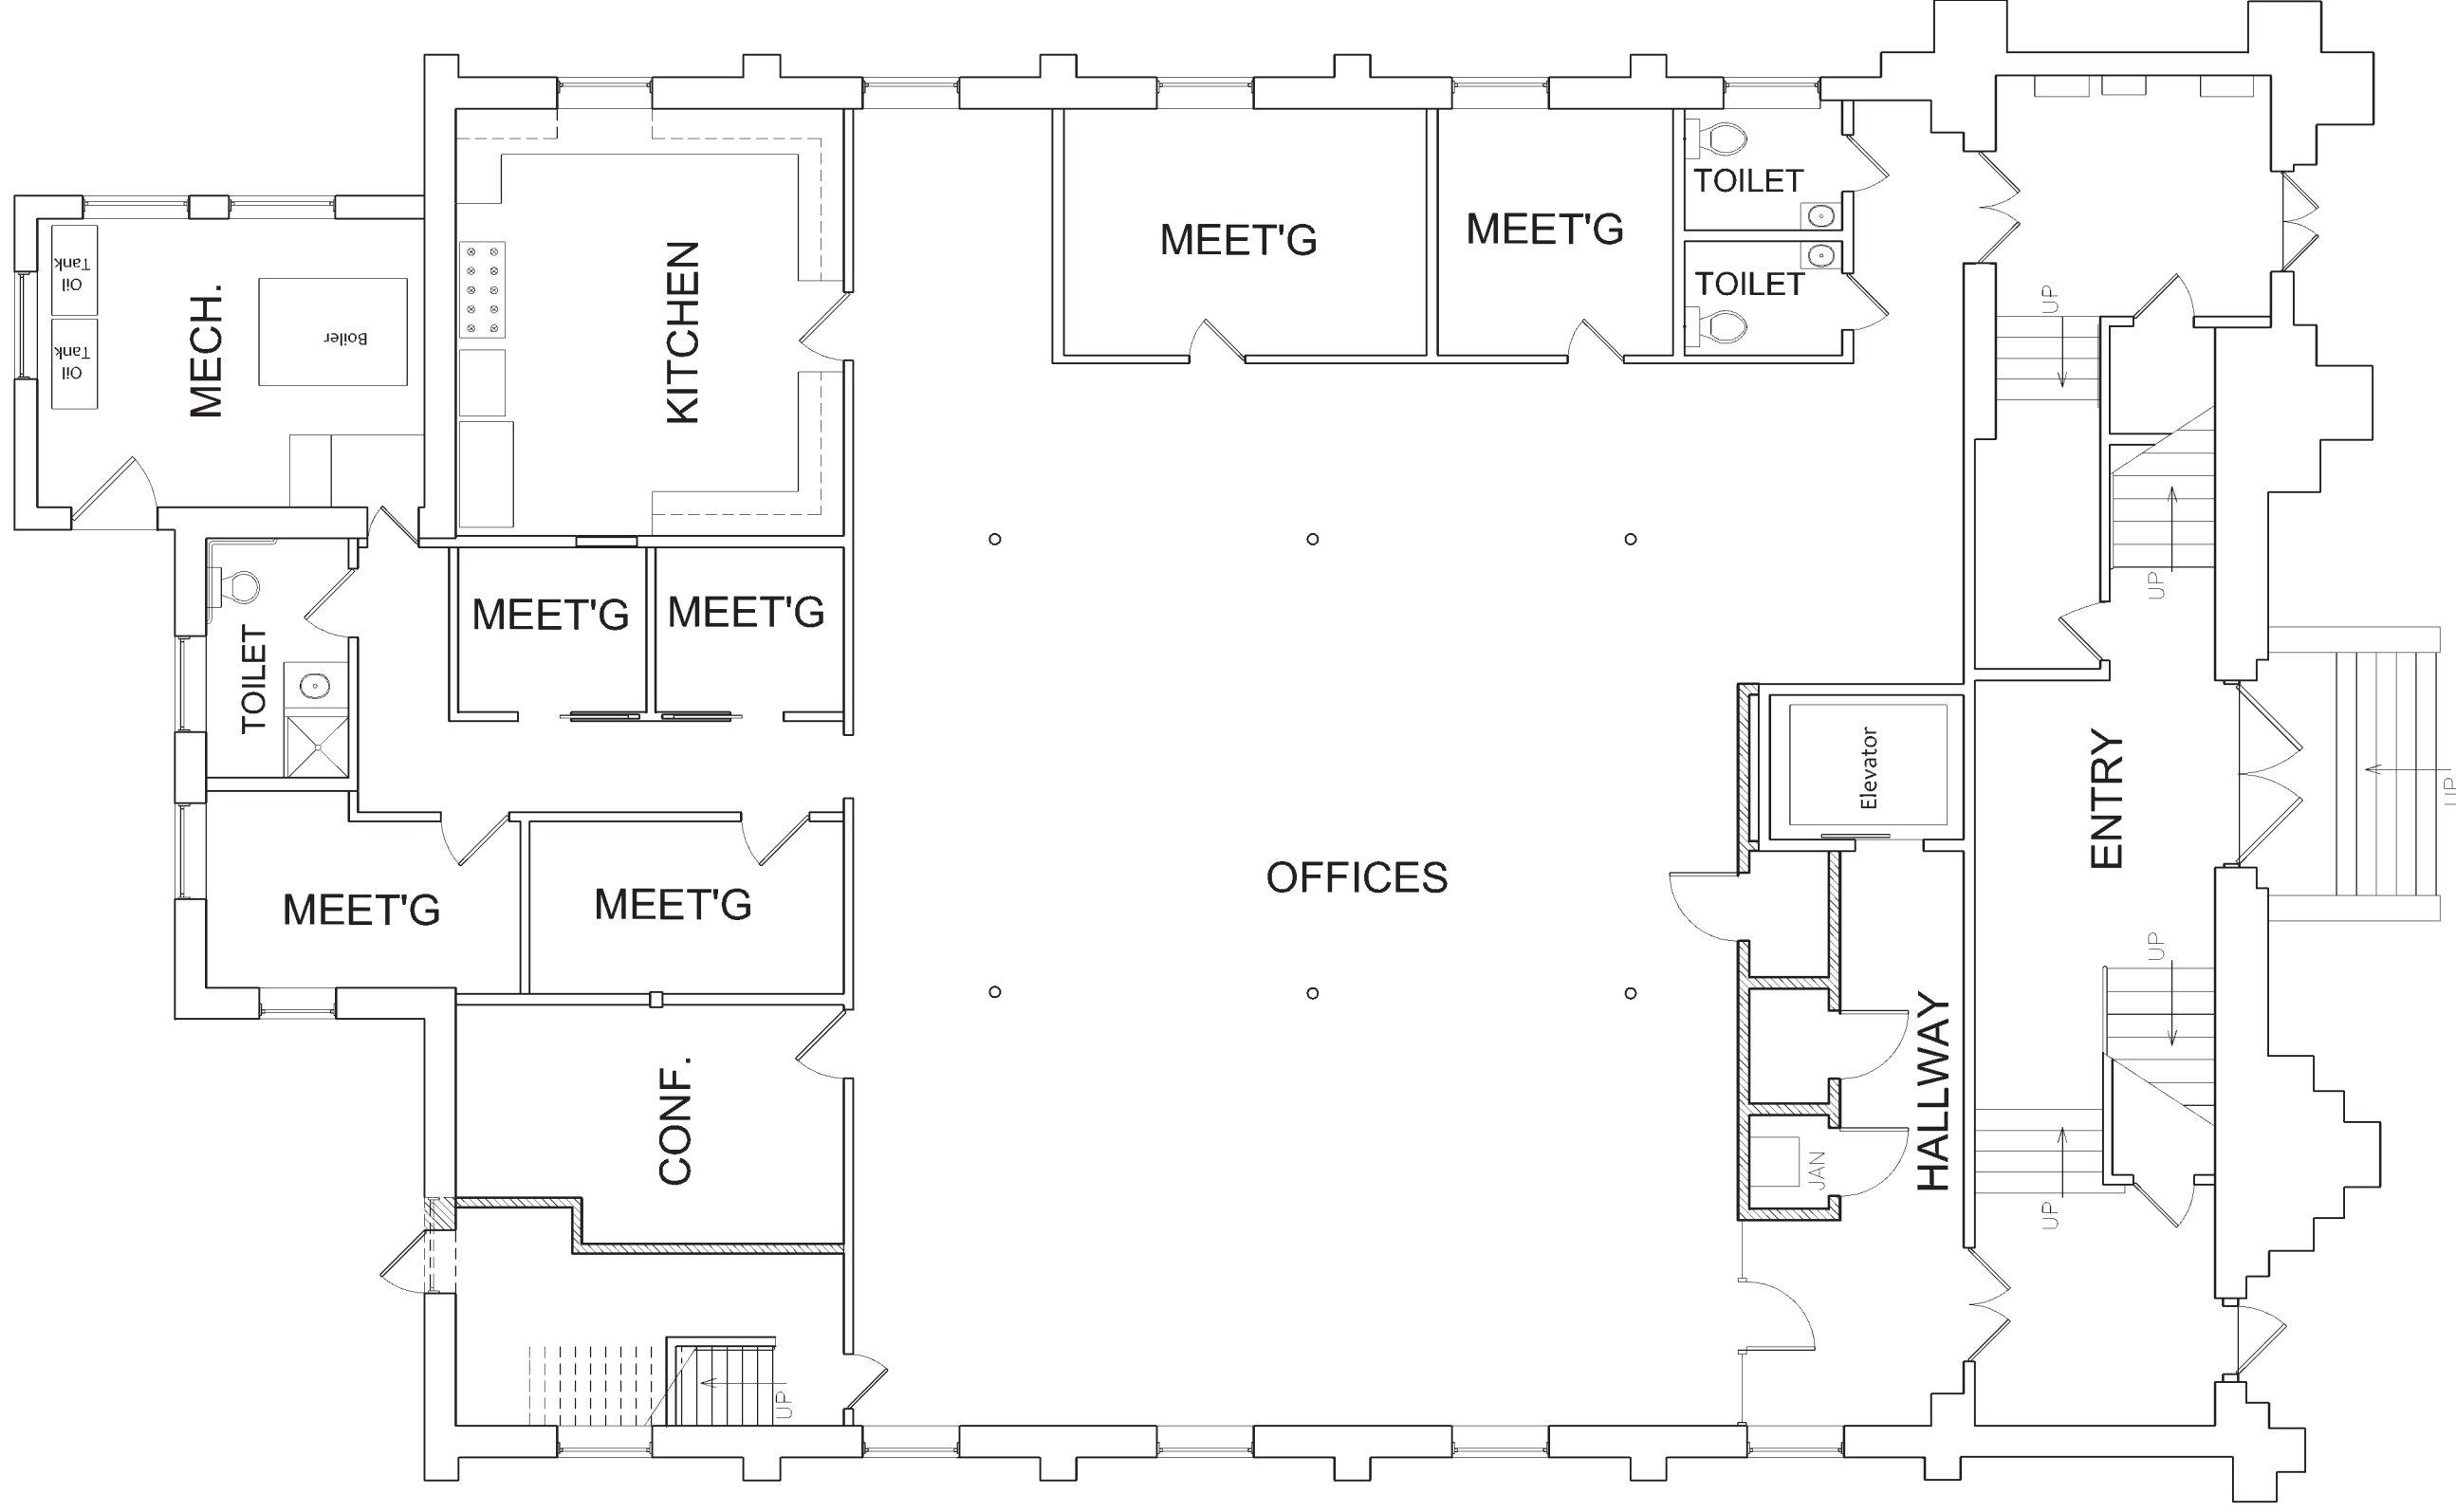 TOILET
MEET'G
MEET'G
TOILET
KITCHEN
MECH.
Oil
Tank
Oil
Tank
Boiler
UP
UP
MEET'G
MEET'G
TOILET
Elevator
ENTRY
UP
OFFICES
MEET'G
MEET'G
UP
HALLWAY
CONF.
JAN
UP
UP